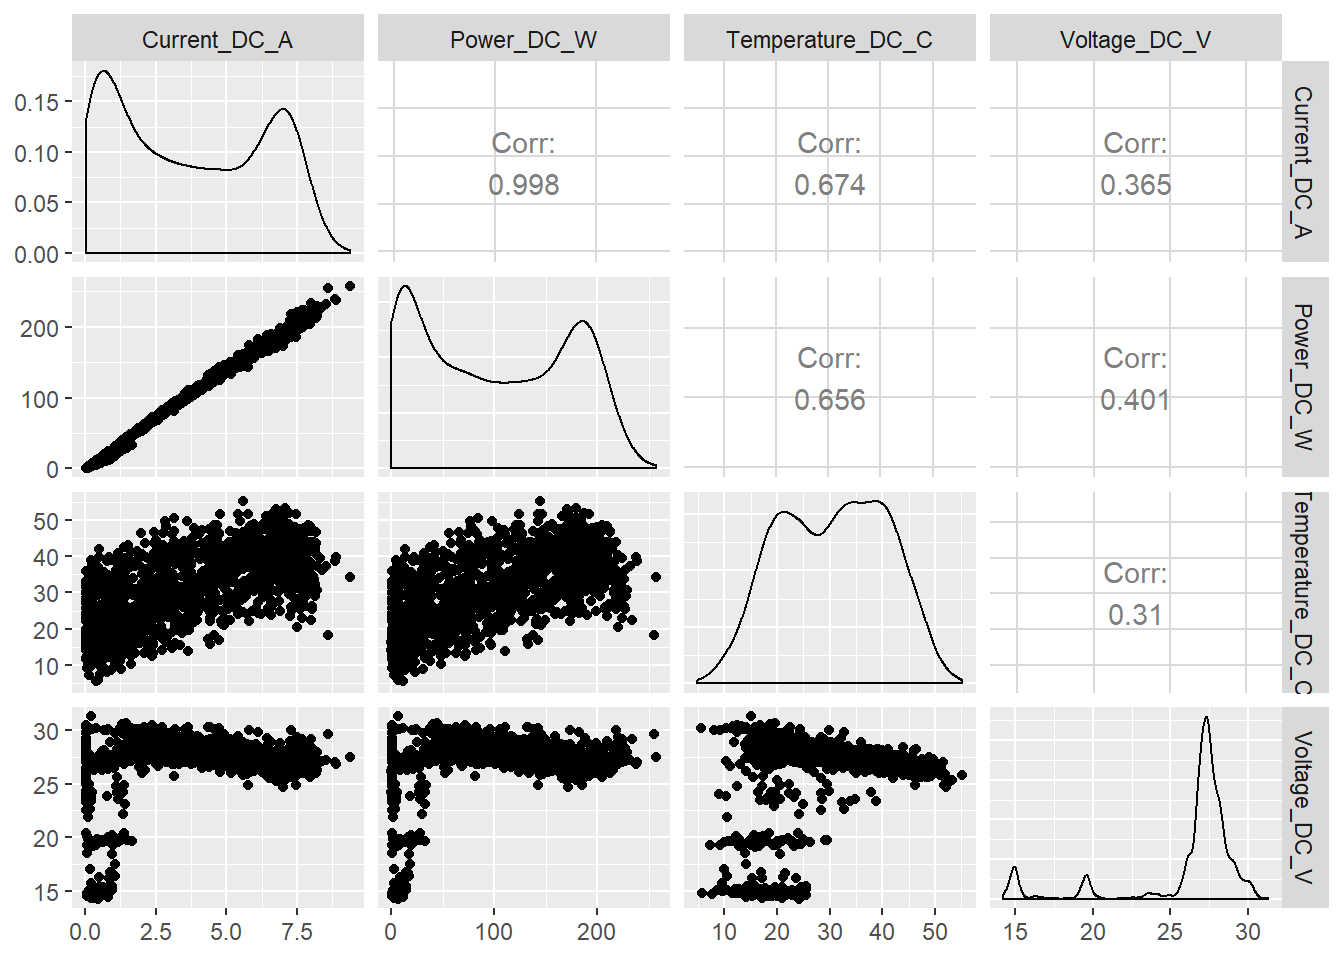 Current_DC_A Power_DC_W Temperature_DC_C Voltage_DC_V
0.15
0.10
0.05
0.00
Corr:
0.998
Corr:
0.674
Corr:
0.365
Current_DC_A
200
100
0
Corr:
0.656
Corr:
0.401
Power_DC_W
50
40
30
20
10
Corr:
0.31
Temperature_DC_C
30
25
20
15
Voltage_DC_V
0.0 2.5 5.0 7.5 0 100 200 10 20 30 40 50 15 20 25 30